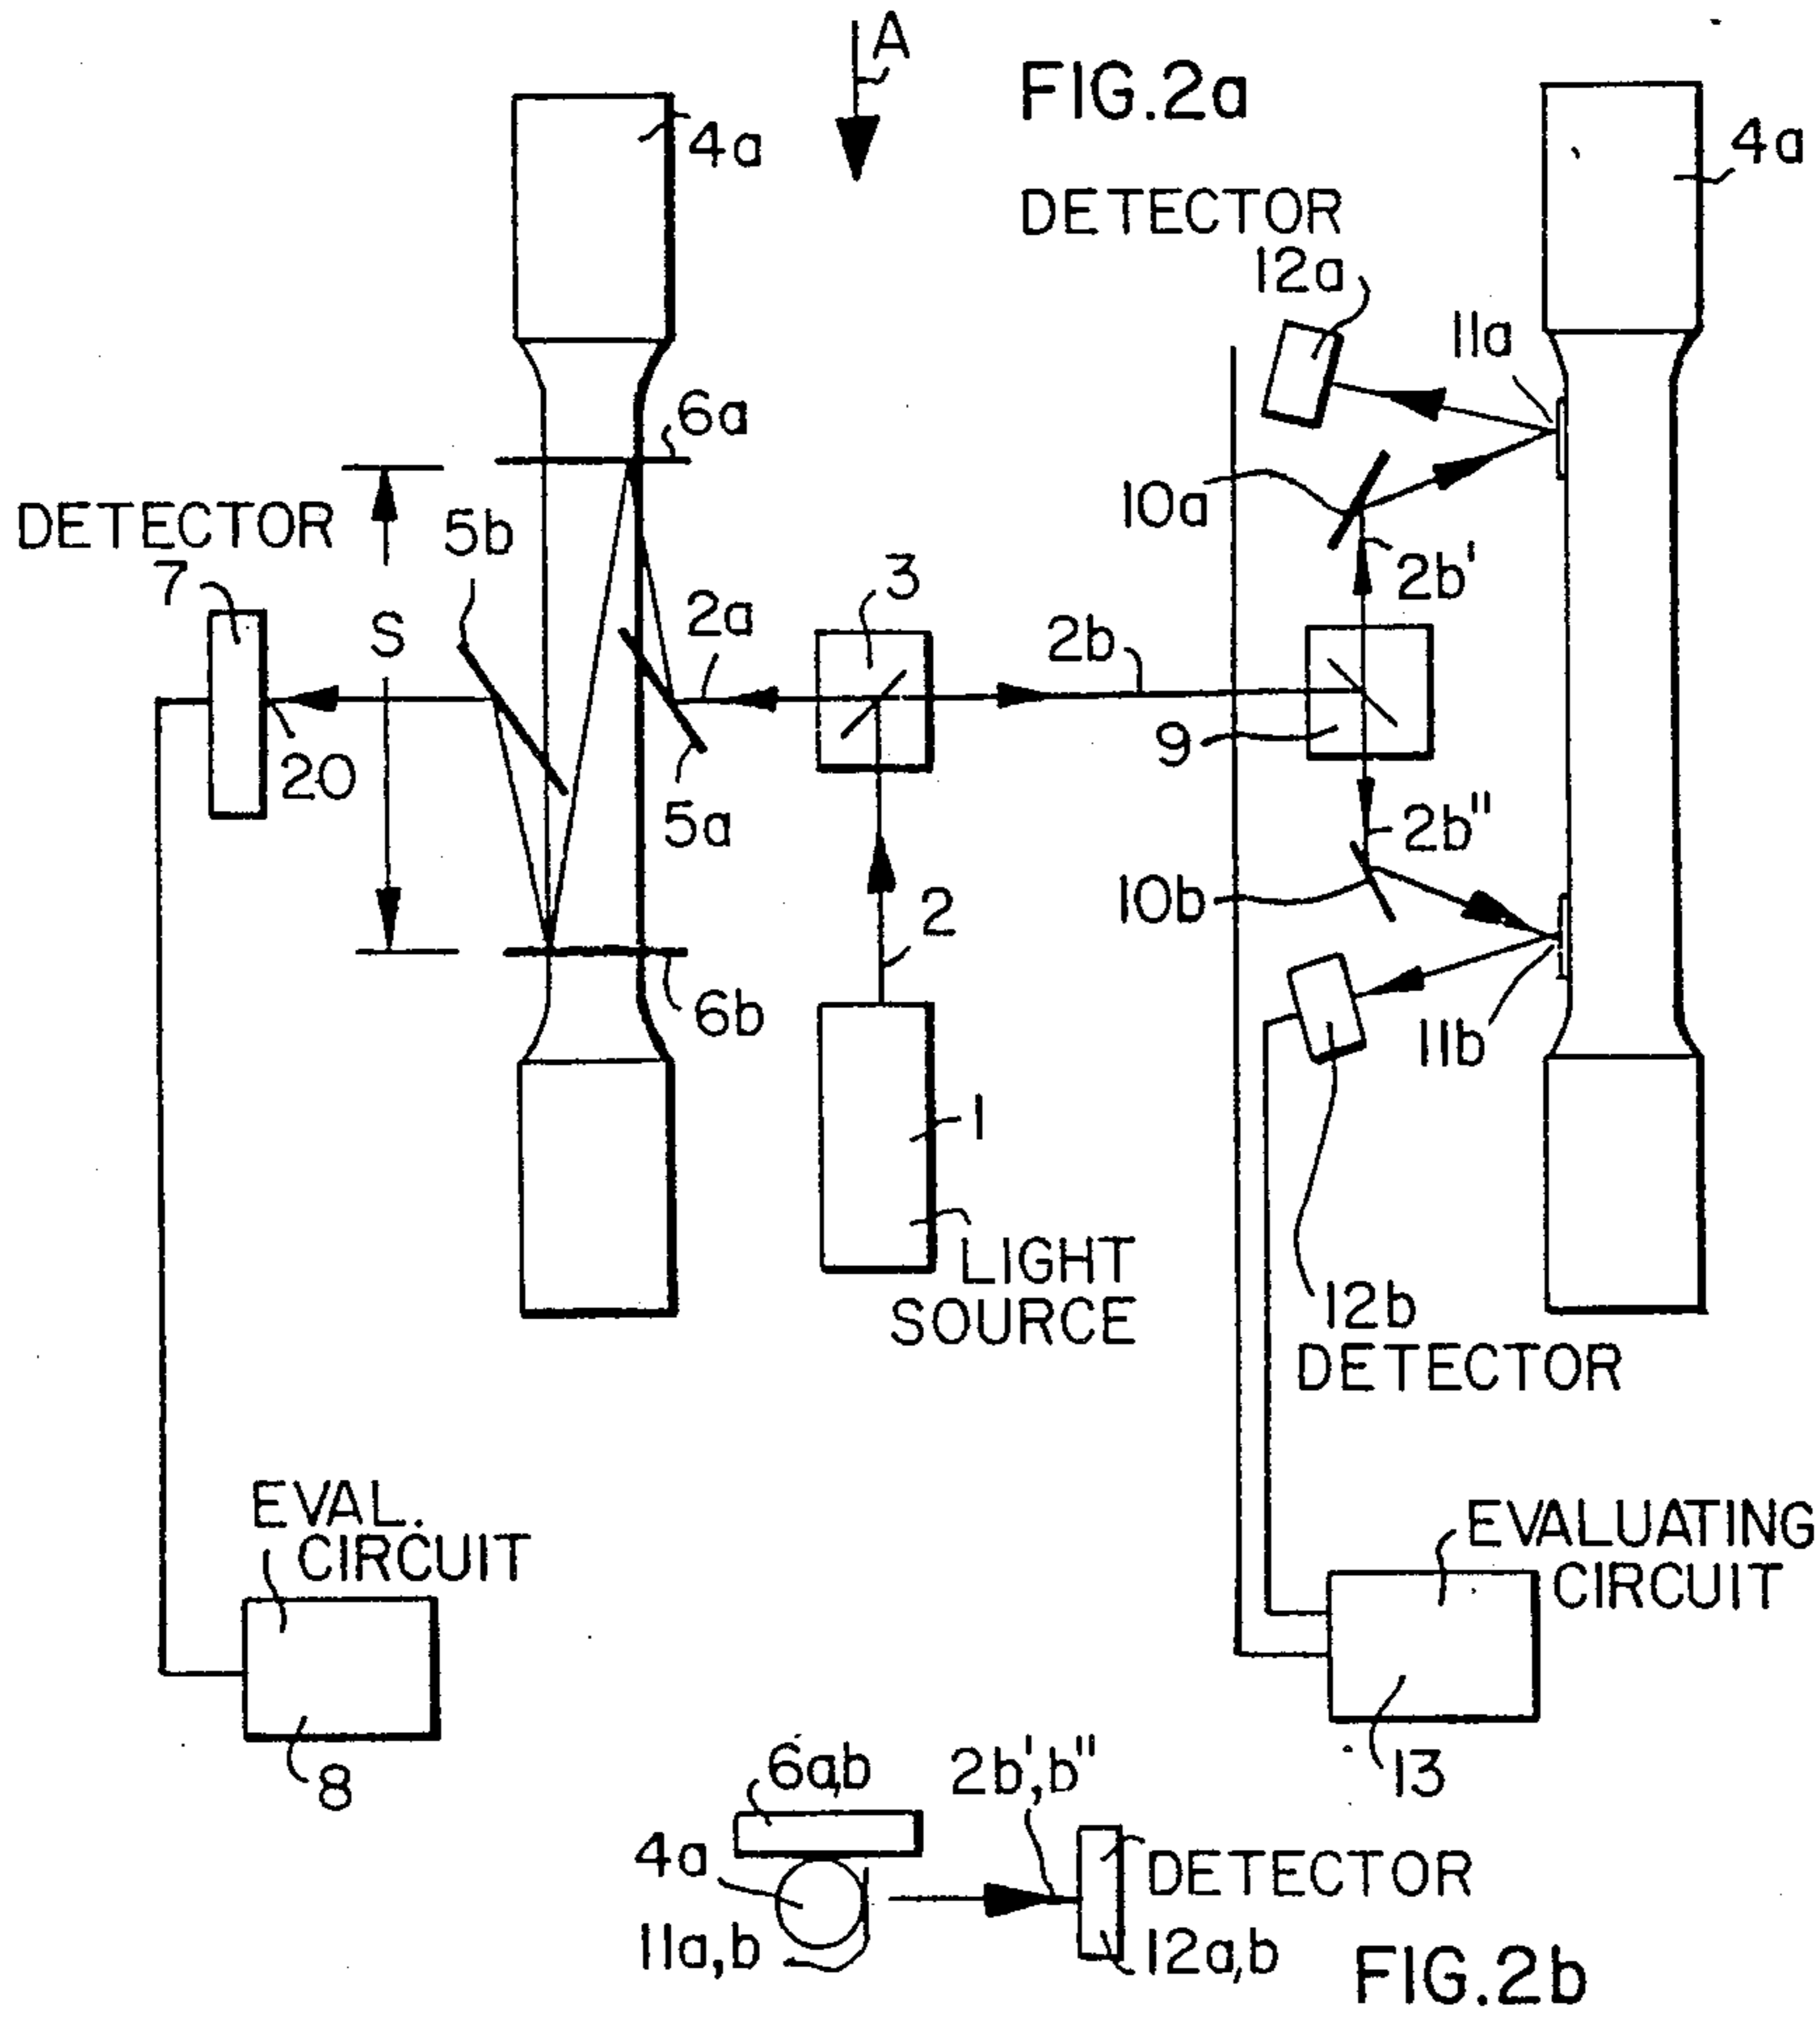 A
FIG.2a
4a
4a
DETECTOR
12a
11a
6a
DETECTOR
7
5b
10a
2b'
3
2a
S
2b
9
20
5a
2b"
10b
2
6b
11b
1
LIGHT
SOURCE
12b
DETECTOR
EVAL.
CIRCUIT
EVALUATING
CIRCUIT
8
13
6a,b
2b',b"
4a
DETECTOR
11a,b
12a,b
FIG.2b